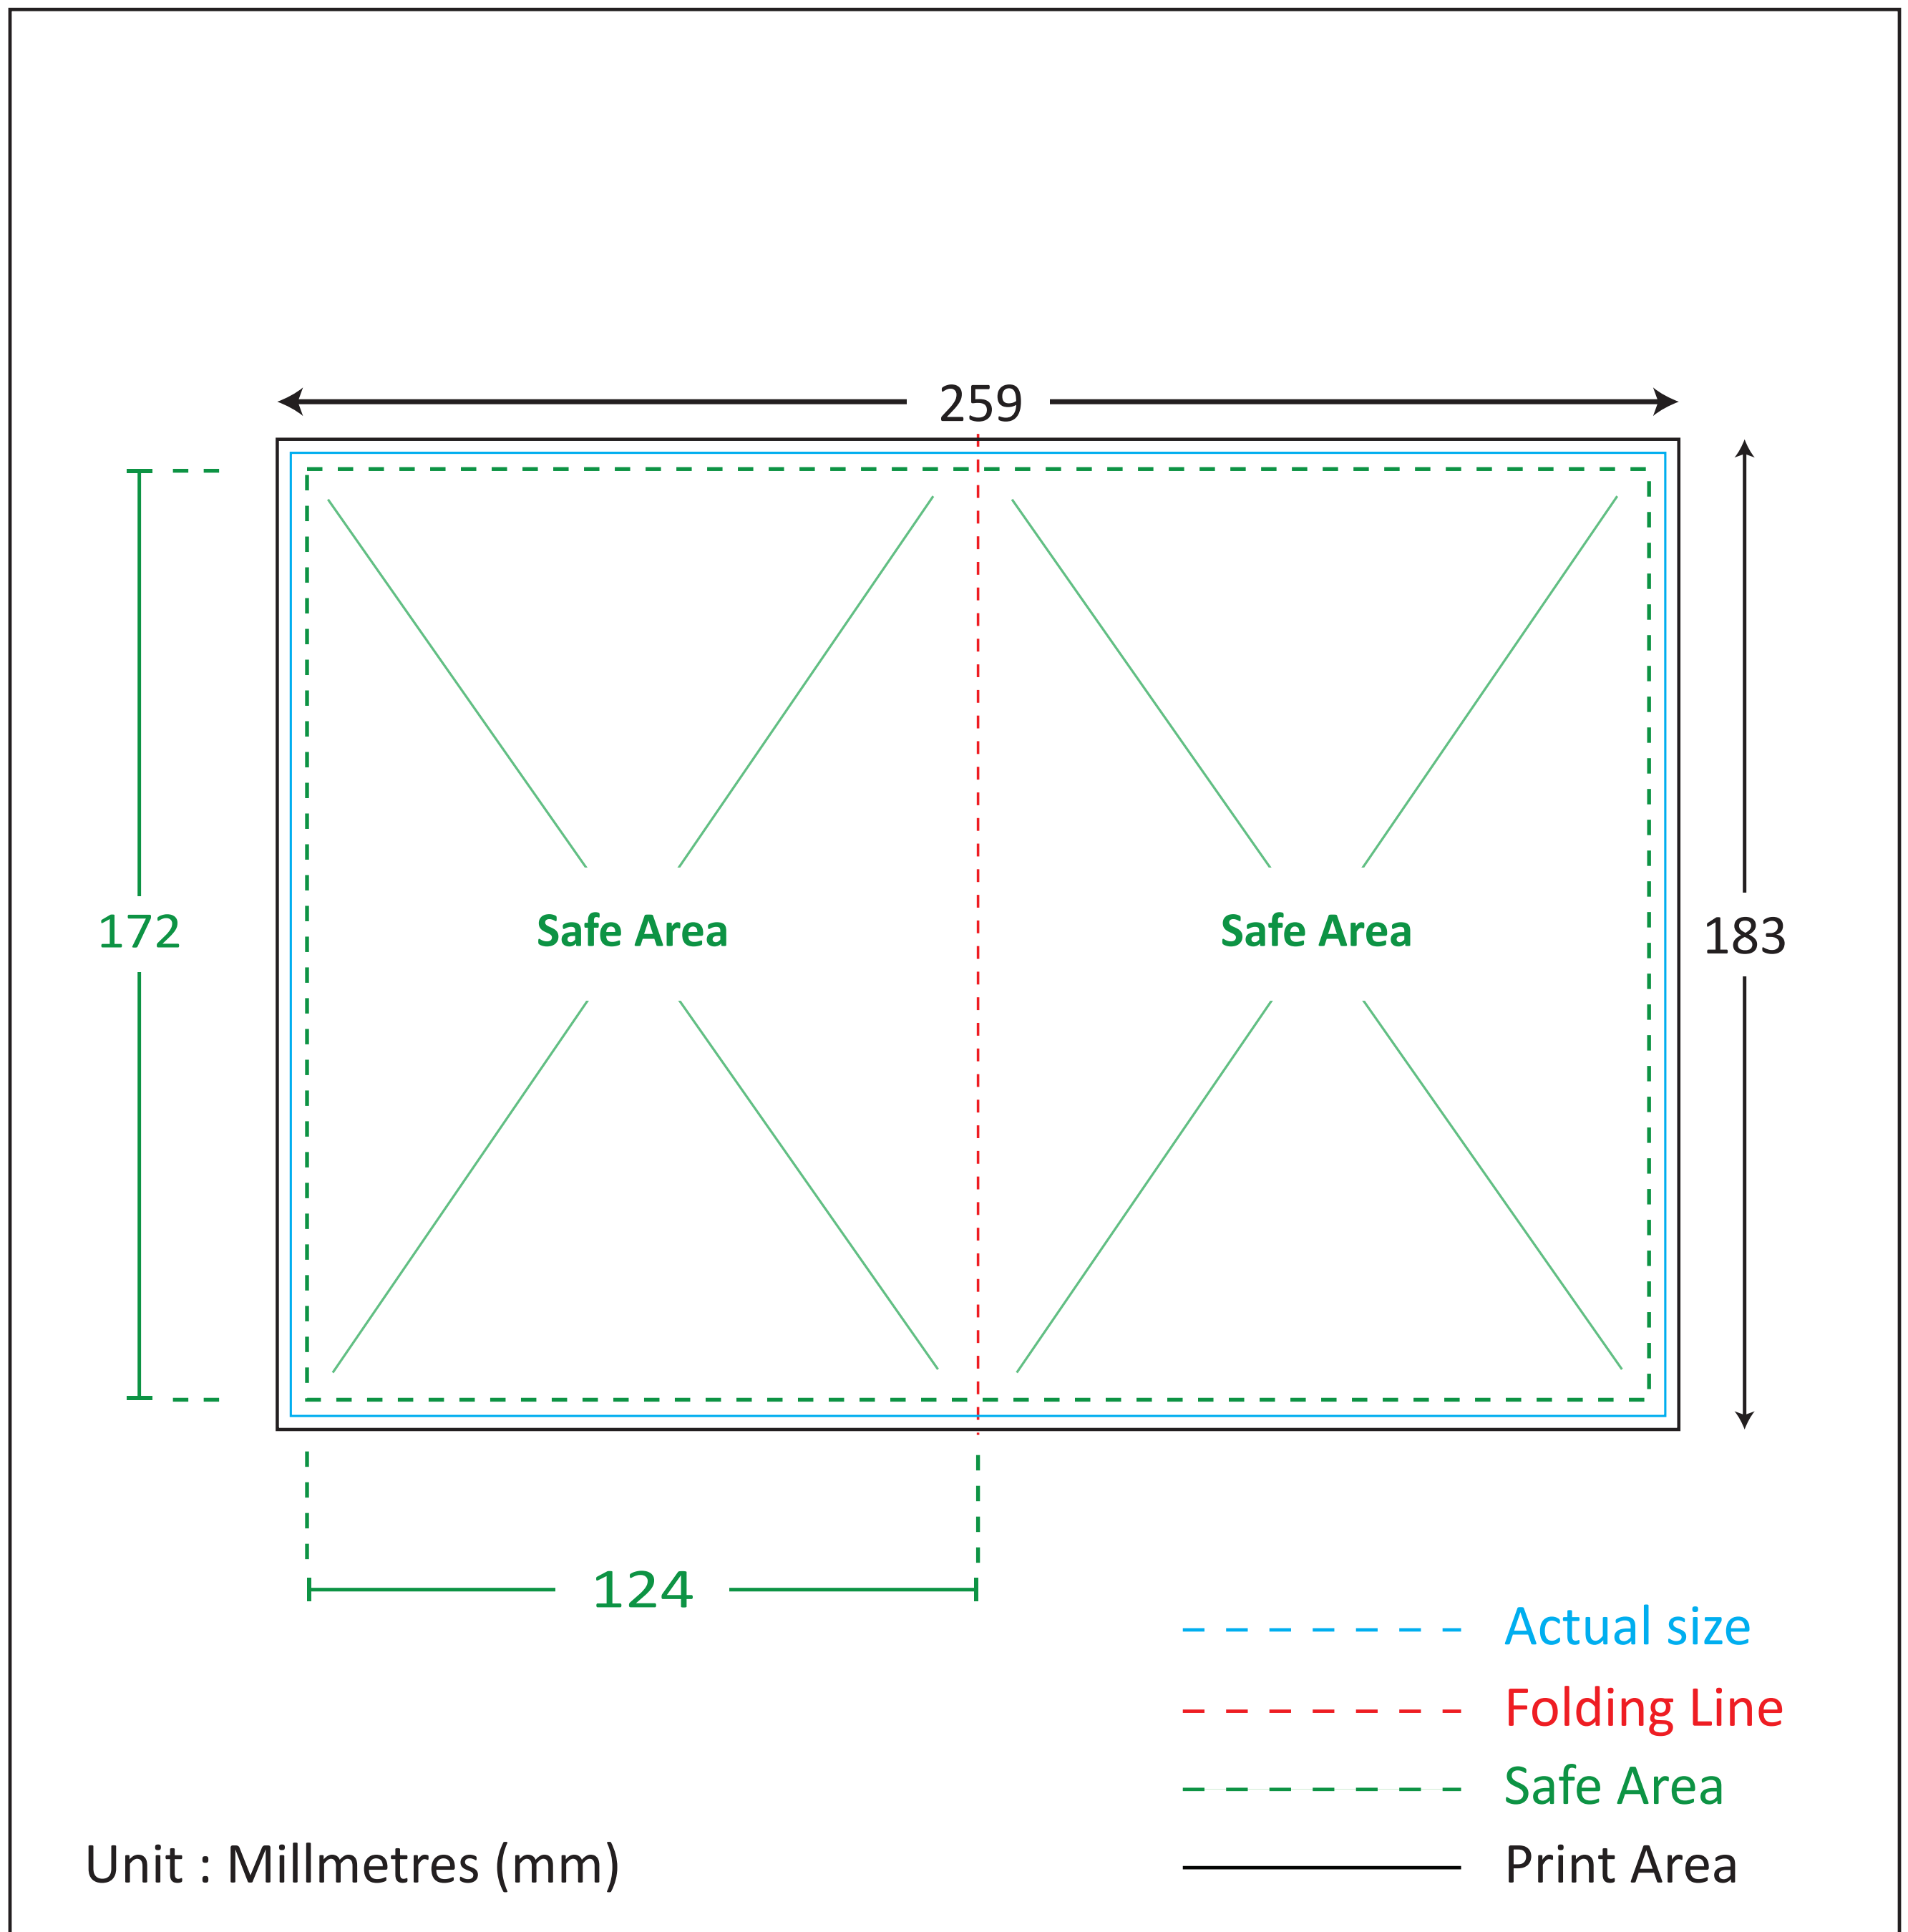 259
172
Safe Area
Safe Area
183
124
Actual size
Folding Line
Safe Area
Unit : Millmetres (mm)
Print Area